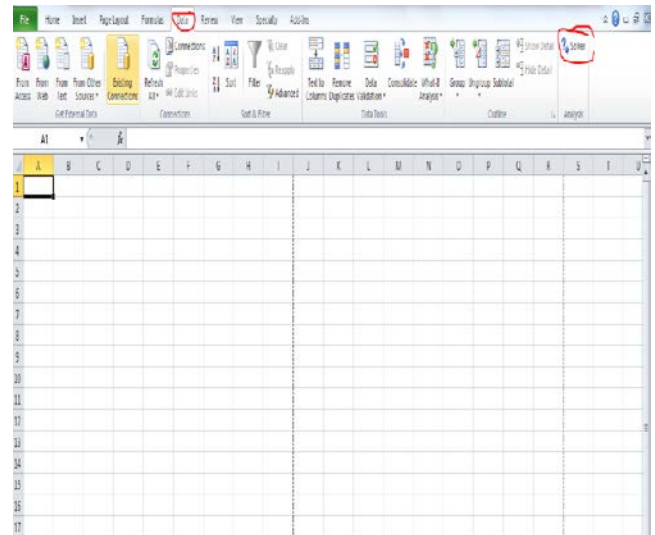 File Home Insert Page Layout Formulas Data Review View Specially Add-Ins
Connections Clear Show Detail Solver
Properties Reapply Hide Detail
From From From From Other Existing Refresh Edit Links Sort Filter Advanced Text to Remove Data Consolidate What-If Group Ungroup Subtotal
Access Web Text Sources Connections All Columns Duplicates Validation Analysis
Get External Data Connections Sort & Filter Data Tools Outline Analysis
A1 fx
A B C D E F G H I J K L M N O P Q R S T U
1
2
3
4
5
6
7
8
9
10
11
12
13
14
15
16
17